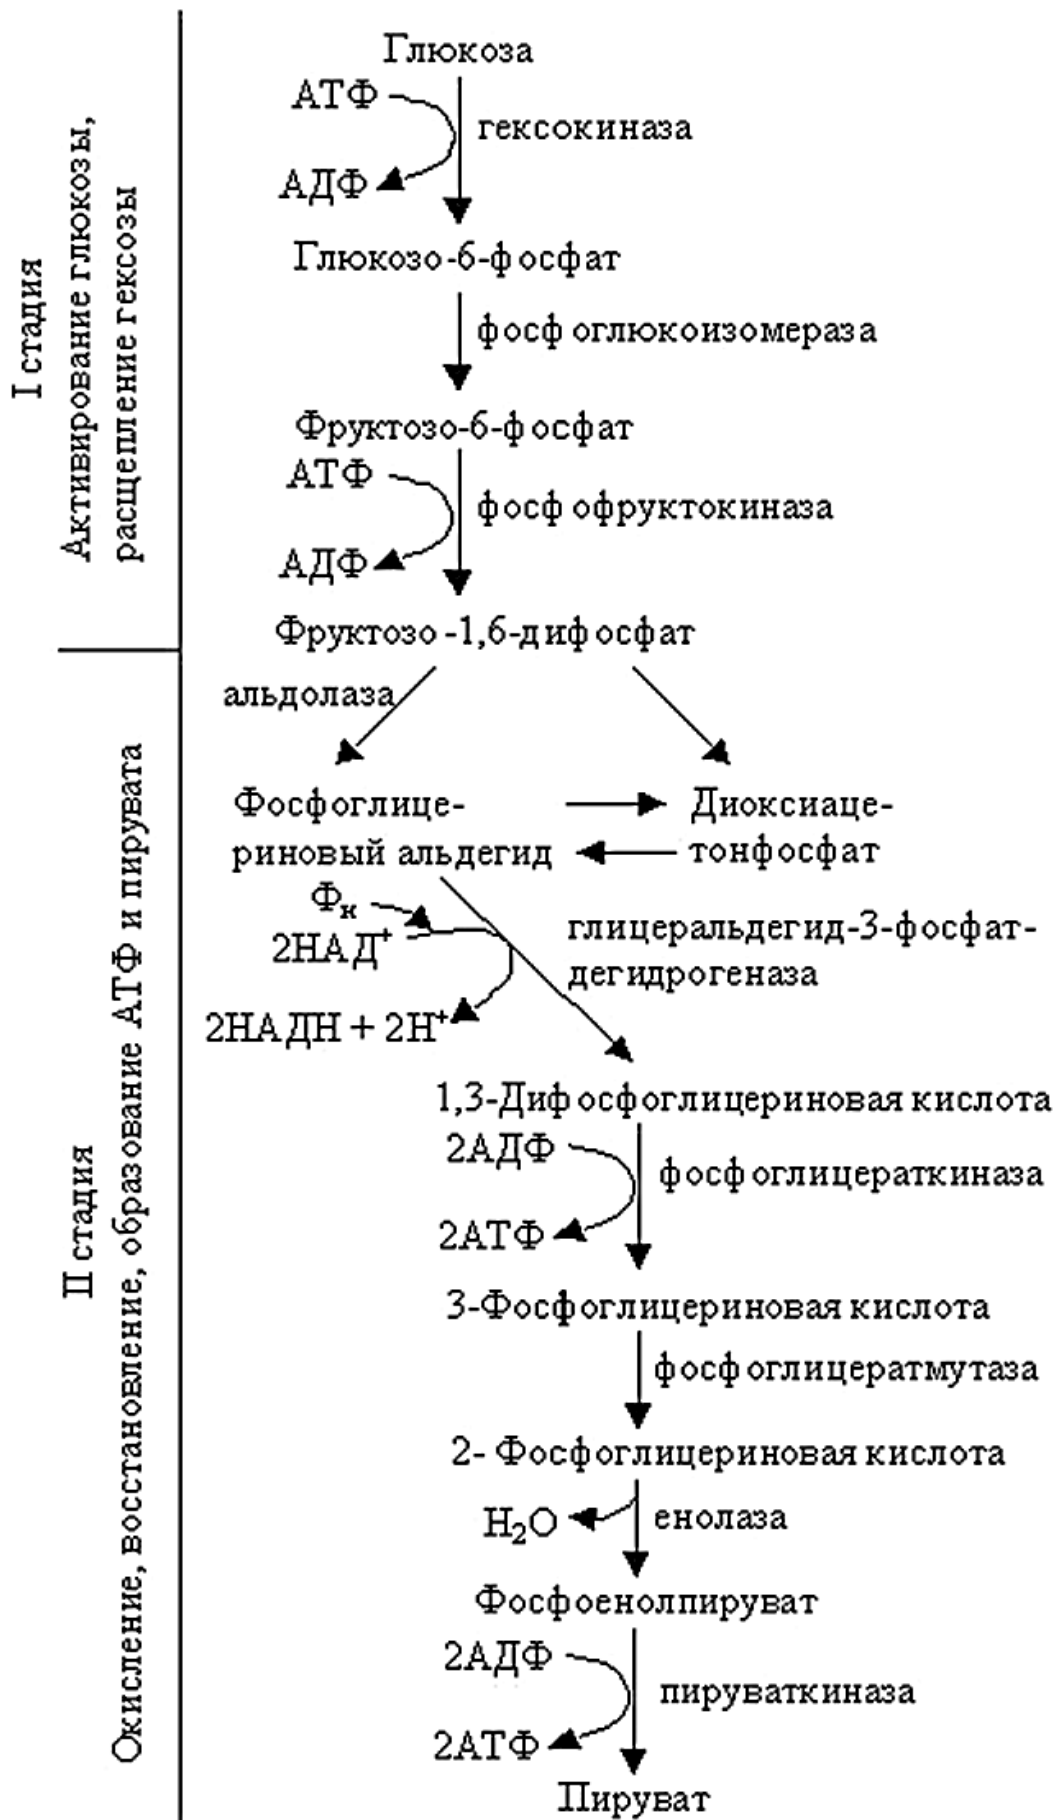 I стадия
Активирование глюкозы,
расщепление гексозы
Глюкоза
АТФ
гексокиназа
АДФ
Глюкозо-6-фосфат
фосфоглюкоизомераза
Фруктозо-6-фосфат
АТФ
фосфофруктокиназа
АДФ
Фруктозо-1,6-дифосфат
II стадия
Окисление, восстановление, образование АТФ и пирувата
альдолаза
Фосфоглице-
риновый альдегид
Диоксиаце-
тонфосфат
Фн
2НАД⁺
глицеральдегид-3-фосфат-
дегидрогеназа
2НАДН + 2Н⁺
1,3-Дифосфоглицериновая кислота
2АДФ
фосфоглицераткиназа
2АТФ
3-Фосфоглицериновая кислота
фосфоглицератмутаза
2- Фосфоглицериновая кислота
H₂O
енолаза
Фосфоенолпируват
2АДФ
пируваткиназа
2АТФ
Пируват